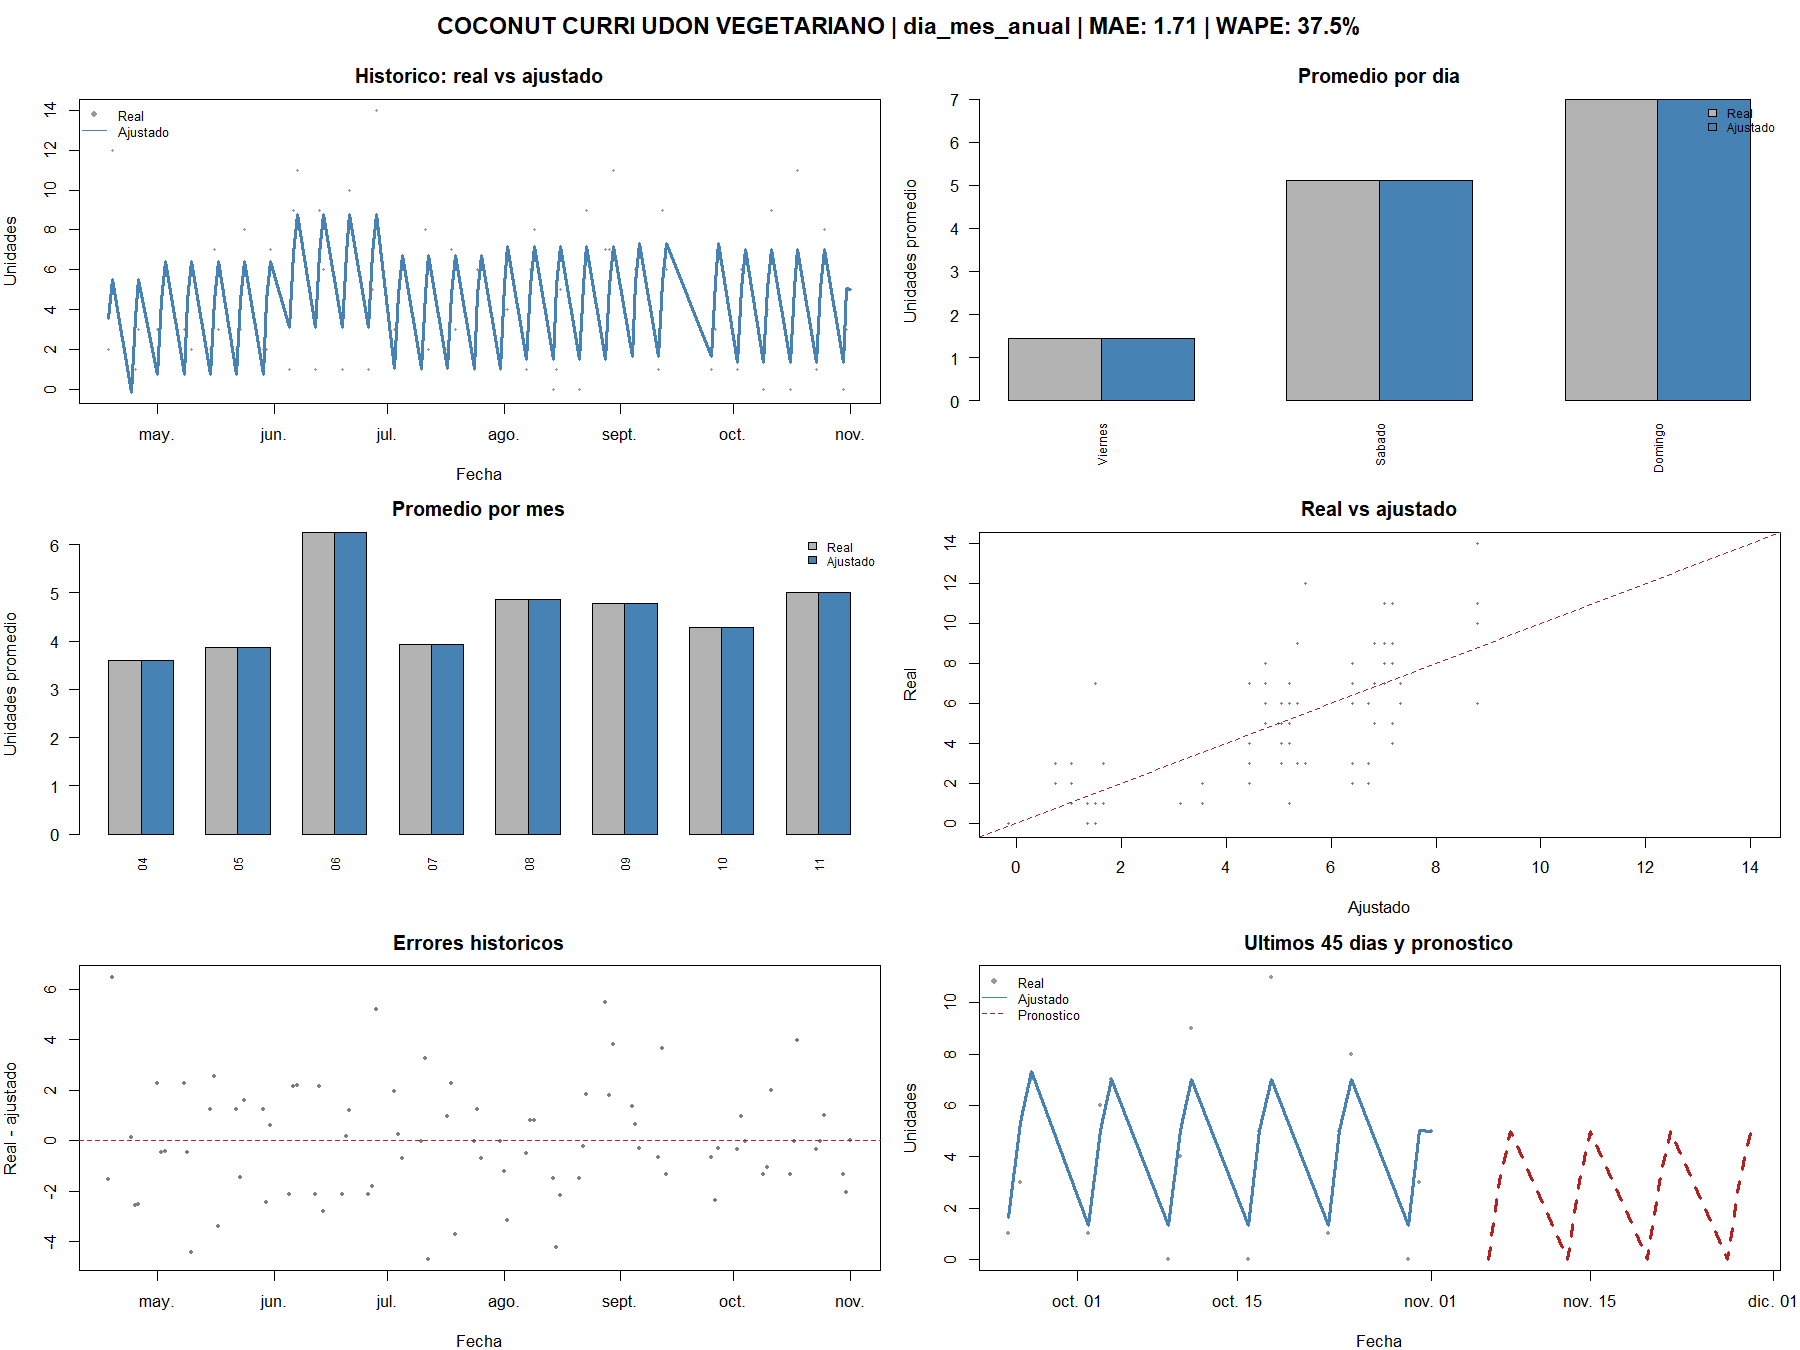 COCONUT CURRI UDON VEGETARIANO | dia_mes_anual | MAE: 1.71 | WAPE: 37.5%
Historico: real vs ajustado
Real
Ajustado
Unidades
0 2 4 6 8 10 12 14
may. jun. jul. ago. sept. oct. nov.
Fecha
Promedio por dia
Real
Ajustado
Unidades promedio
0 1 2 3 4 5 6 7
Viernes Sabado Domingo
Promedio por mes
Real
Ajustado
Unidades promedio
0 1 2 3 4 5 6
04 05 06 07 08 09 10 11
Real vs ajustado
Real
0 2 4 6 8 10 12 14
0 2 4 6 8 10 12 14
Ajustado
Errores historicos
Real - ajustado
-4 -2 0 2 4 6
may. jun. jul. ago. sept. oct. nov.
Fecha
Ultimos 45 dias y pronostico
Real
Ajustado
Pronostico
Unidades
0 2 4 6 8 10
oct. 01 oct. 15 nov. 01 nov. 15 dic. 01
Fecha